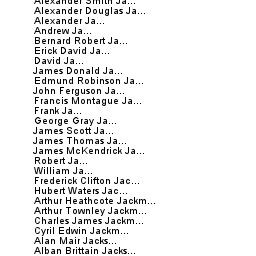 Alexander Smith Ja...
Alexander Douglas Ja...
Alexander Ja...
Andrew Ja...
Bernard Robert Ja...
Erick David Ja...
David Ja...
James Donald Ja...
Edmund Robinson Ja...
John Ferguson Ja...
Francis Montague Ja...
Frank Ja...
George Gray Ja...
James Scott Ja...
James Thomas Ja...
James McKendrick Ja...
Robert Ja...
William Ja...
Frederick Clifton Jac...
Hubert Waters Jac...
Arthur Heathcote Jackm...
Arthur Townley Jackm...
Charles James Jackm...
Cyril Edwin Jackm...
Alan Mair Jacks...
Alban Brittain Jacks...